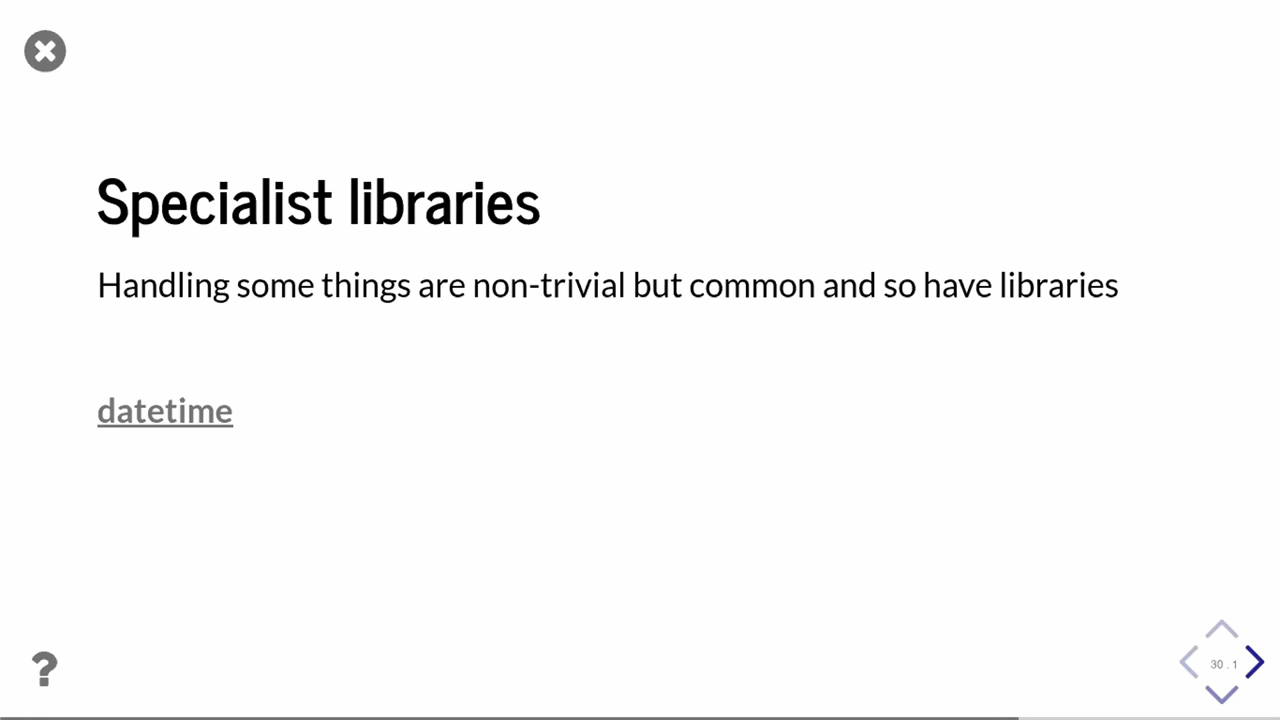 Specialist libraries
Handling some things are non-trivial but common and so have libraries
datetime
?
30 . 1